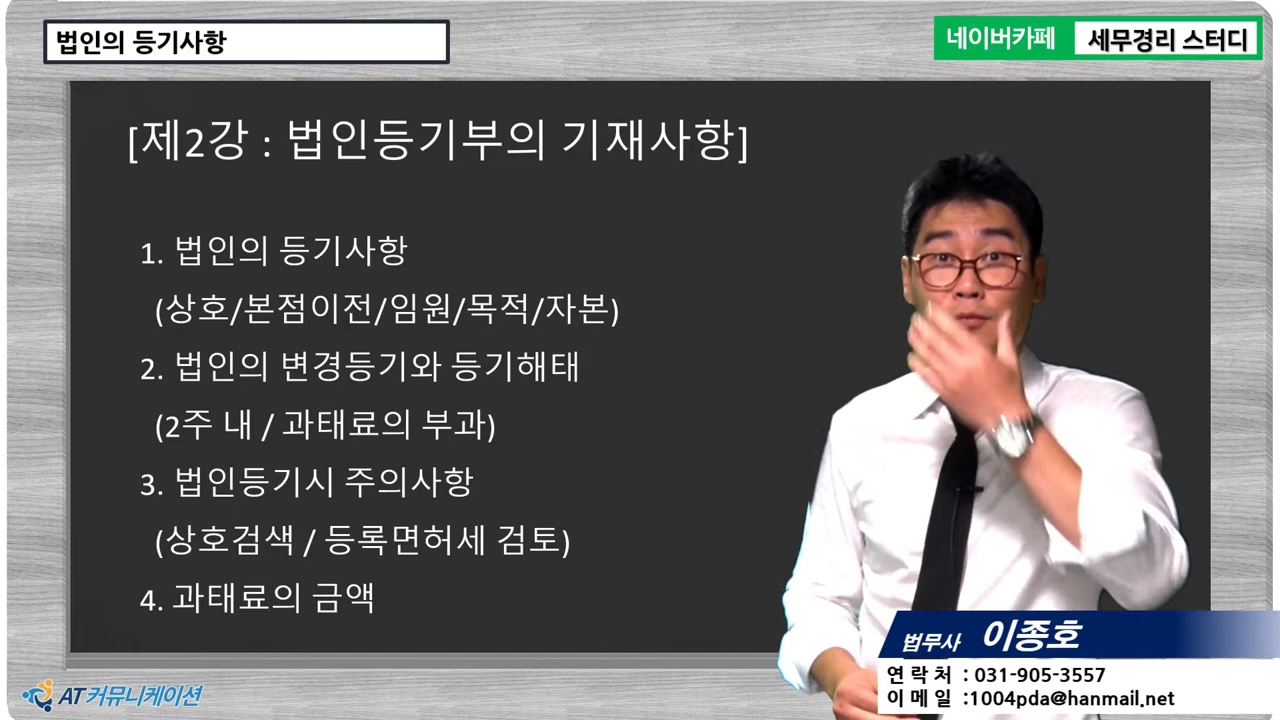 법인의 등기사항
네이버카페 세무경리 스터디
[제2강 : 법인등기부의 기재사항]
1. 법인의 등기사항
(상호/본점이전/임원/목적/자본)
2. 법인의 변경등기와 등기해태
(2주 내 / 과태료의 부과)
3. 법인등기시 주의사항
(상호검색 / 등록면허세 검토)
4. 과태료의 금액
법무사 이종호
연 락 처 : 031-905-3557
이 메 일 :1004pda@hanmail.net
AT커뮤니케이션